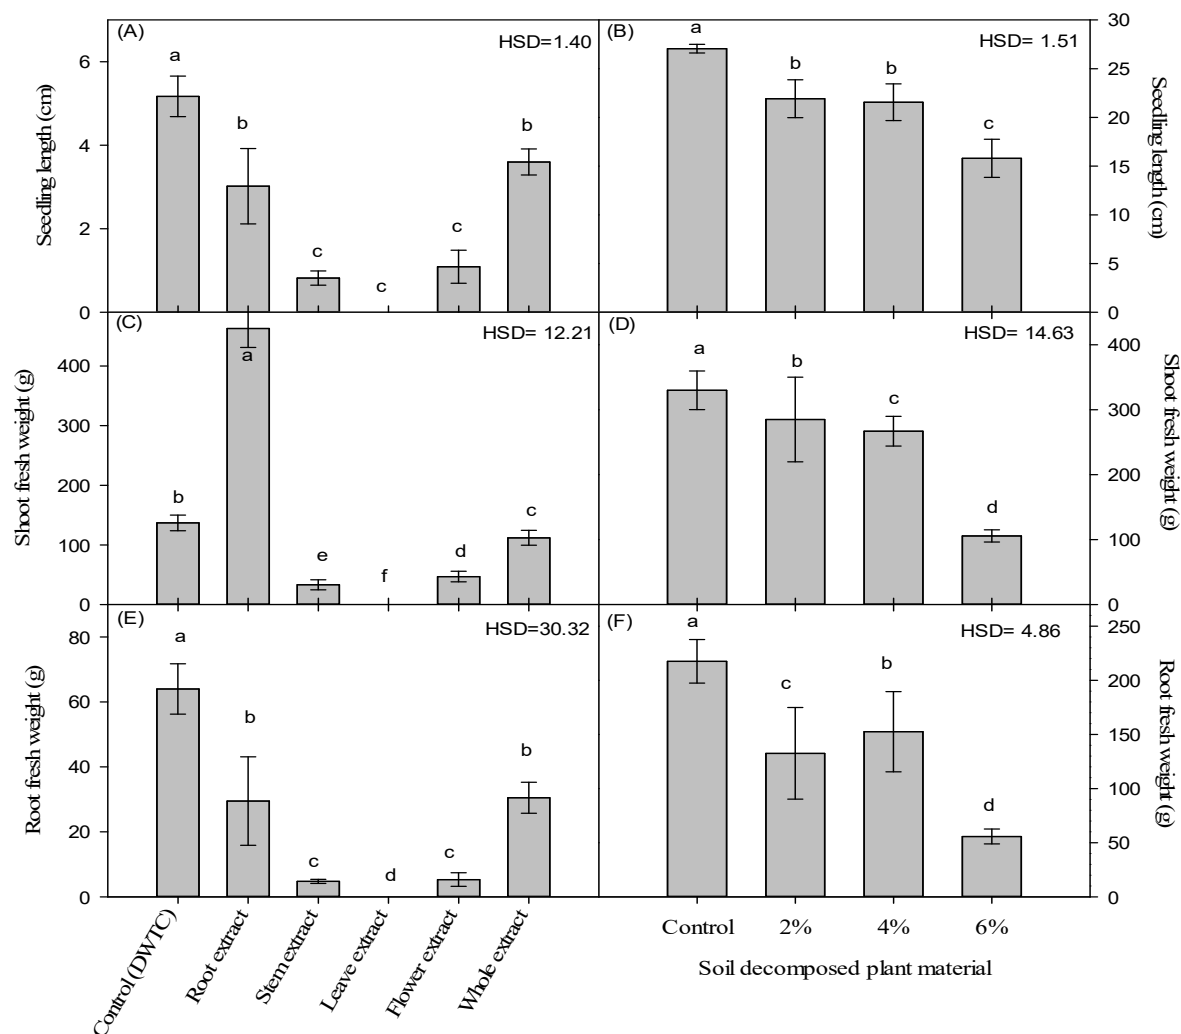 (A)
HSD=1.40
a
b
c
c
c
b
Seedling length (cm)
6
4
2
0
(B)
HSD= 1.51
a
b
b
c
30
25
20
15
10
5
0
Seedling length
(cm)
(C)
HSD= 12.21
b
a
e
f
d
c
Shoot fresh weight (g)
400
300
200
100
0
(D)
HSD= 14.63
a
b
c
d
400
300
200
100
0
Shoot fresh weight (g)
(E)
HSD=30.32
a
b
c
d
c
b
Root fresh weight (g)
80
60
40
20
0
Control (DWTC)
Root extract
Stem extract
Leave extract
Flower extract
Whole extract
(F)
HSD= 4.86
a
c
b
d
250
200
150
100
50
0
Root fresh weight (g)
Control
2%
4%
6%
Soil decomposed plant material